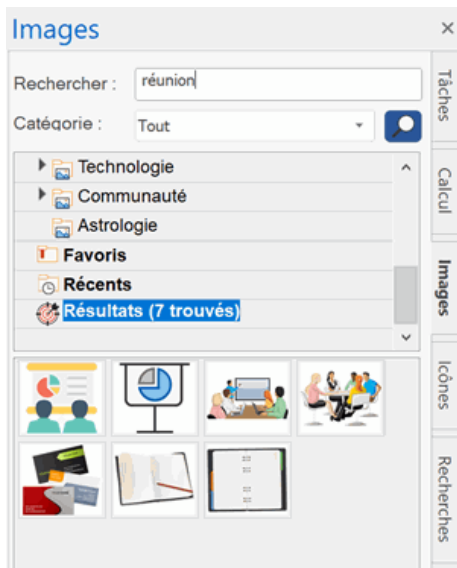 Images
Rechercher :
réunion
Catégorie :
Tout
Technologie
Communauté
Astrologie
Favoris
Récents
Résultats (7 trouvés)
Tâches
Calcul
Images
Icônes
Recherches